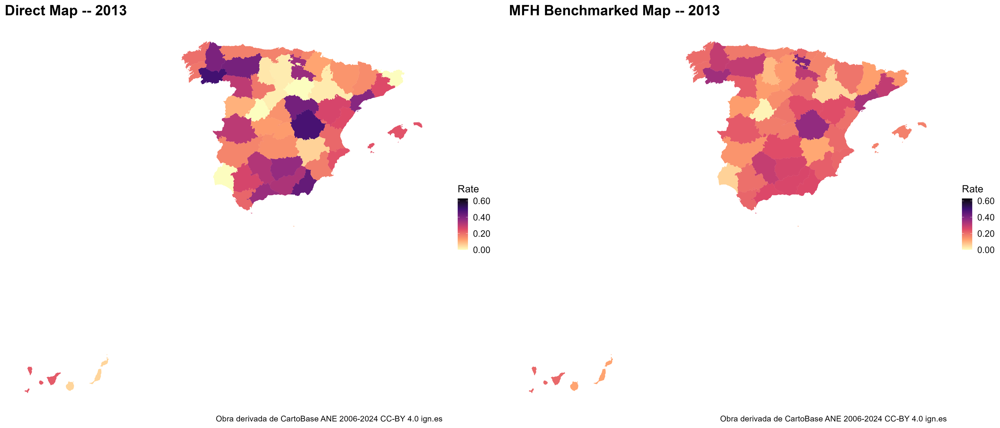 Direct Map -- 2013
MFH Benchmarked Map -- 2013
Rate
0.60
0.40
0.20
0.00
Rate
0.60
0.40
0.20
0.00
Obra derivada de CartoBase ANE 2006-2024 CC-BY 4.0 ign.es
Obra derivada de CartoBase ANE 2006-2024 CC-BY 4.0 ign.es